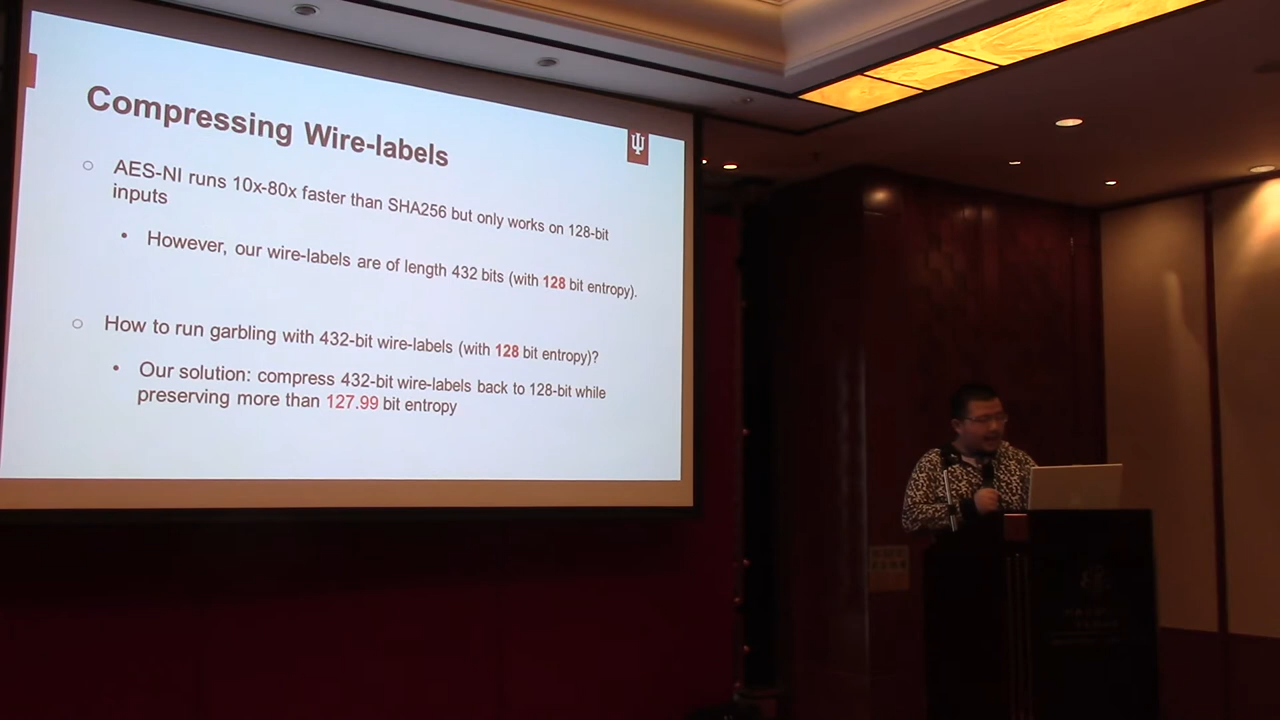 Compressing Wire-labels
○ AES-NI runs 10x-80x faster than SHA256 but only works on 128-bit
inputs
• However, our wire-labels are of length 432 bits (with 128 bit entropy).
○ How to run garbling with 432-bit wire-labels (with 128 bit entropy)?
• Our solution: compress 432-bit wire-labels back to 128-bit while
preserving more than 127.99 bit entropy